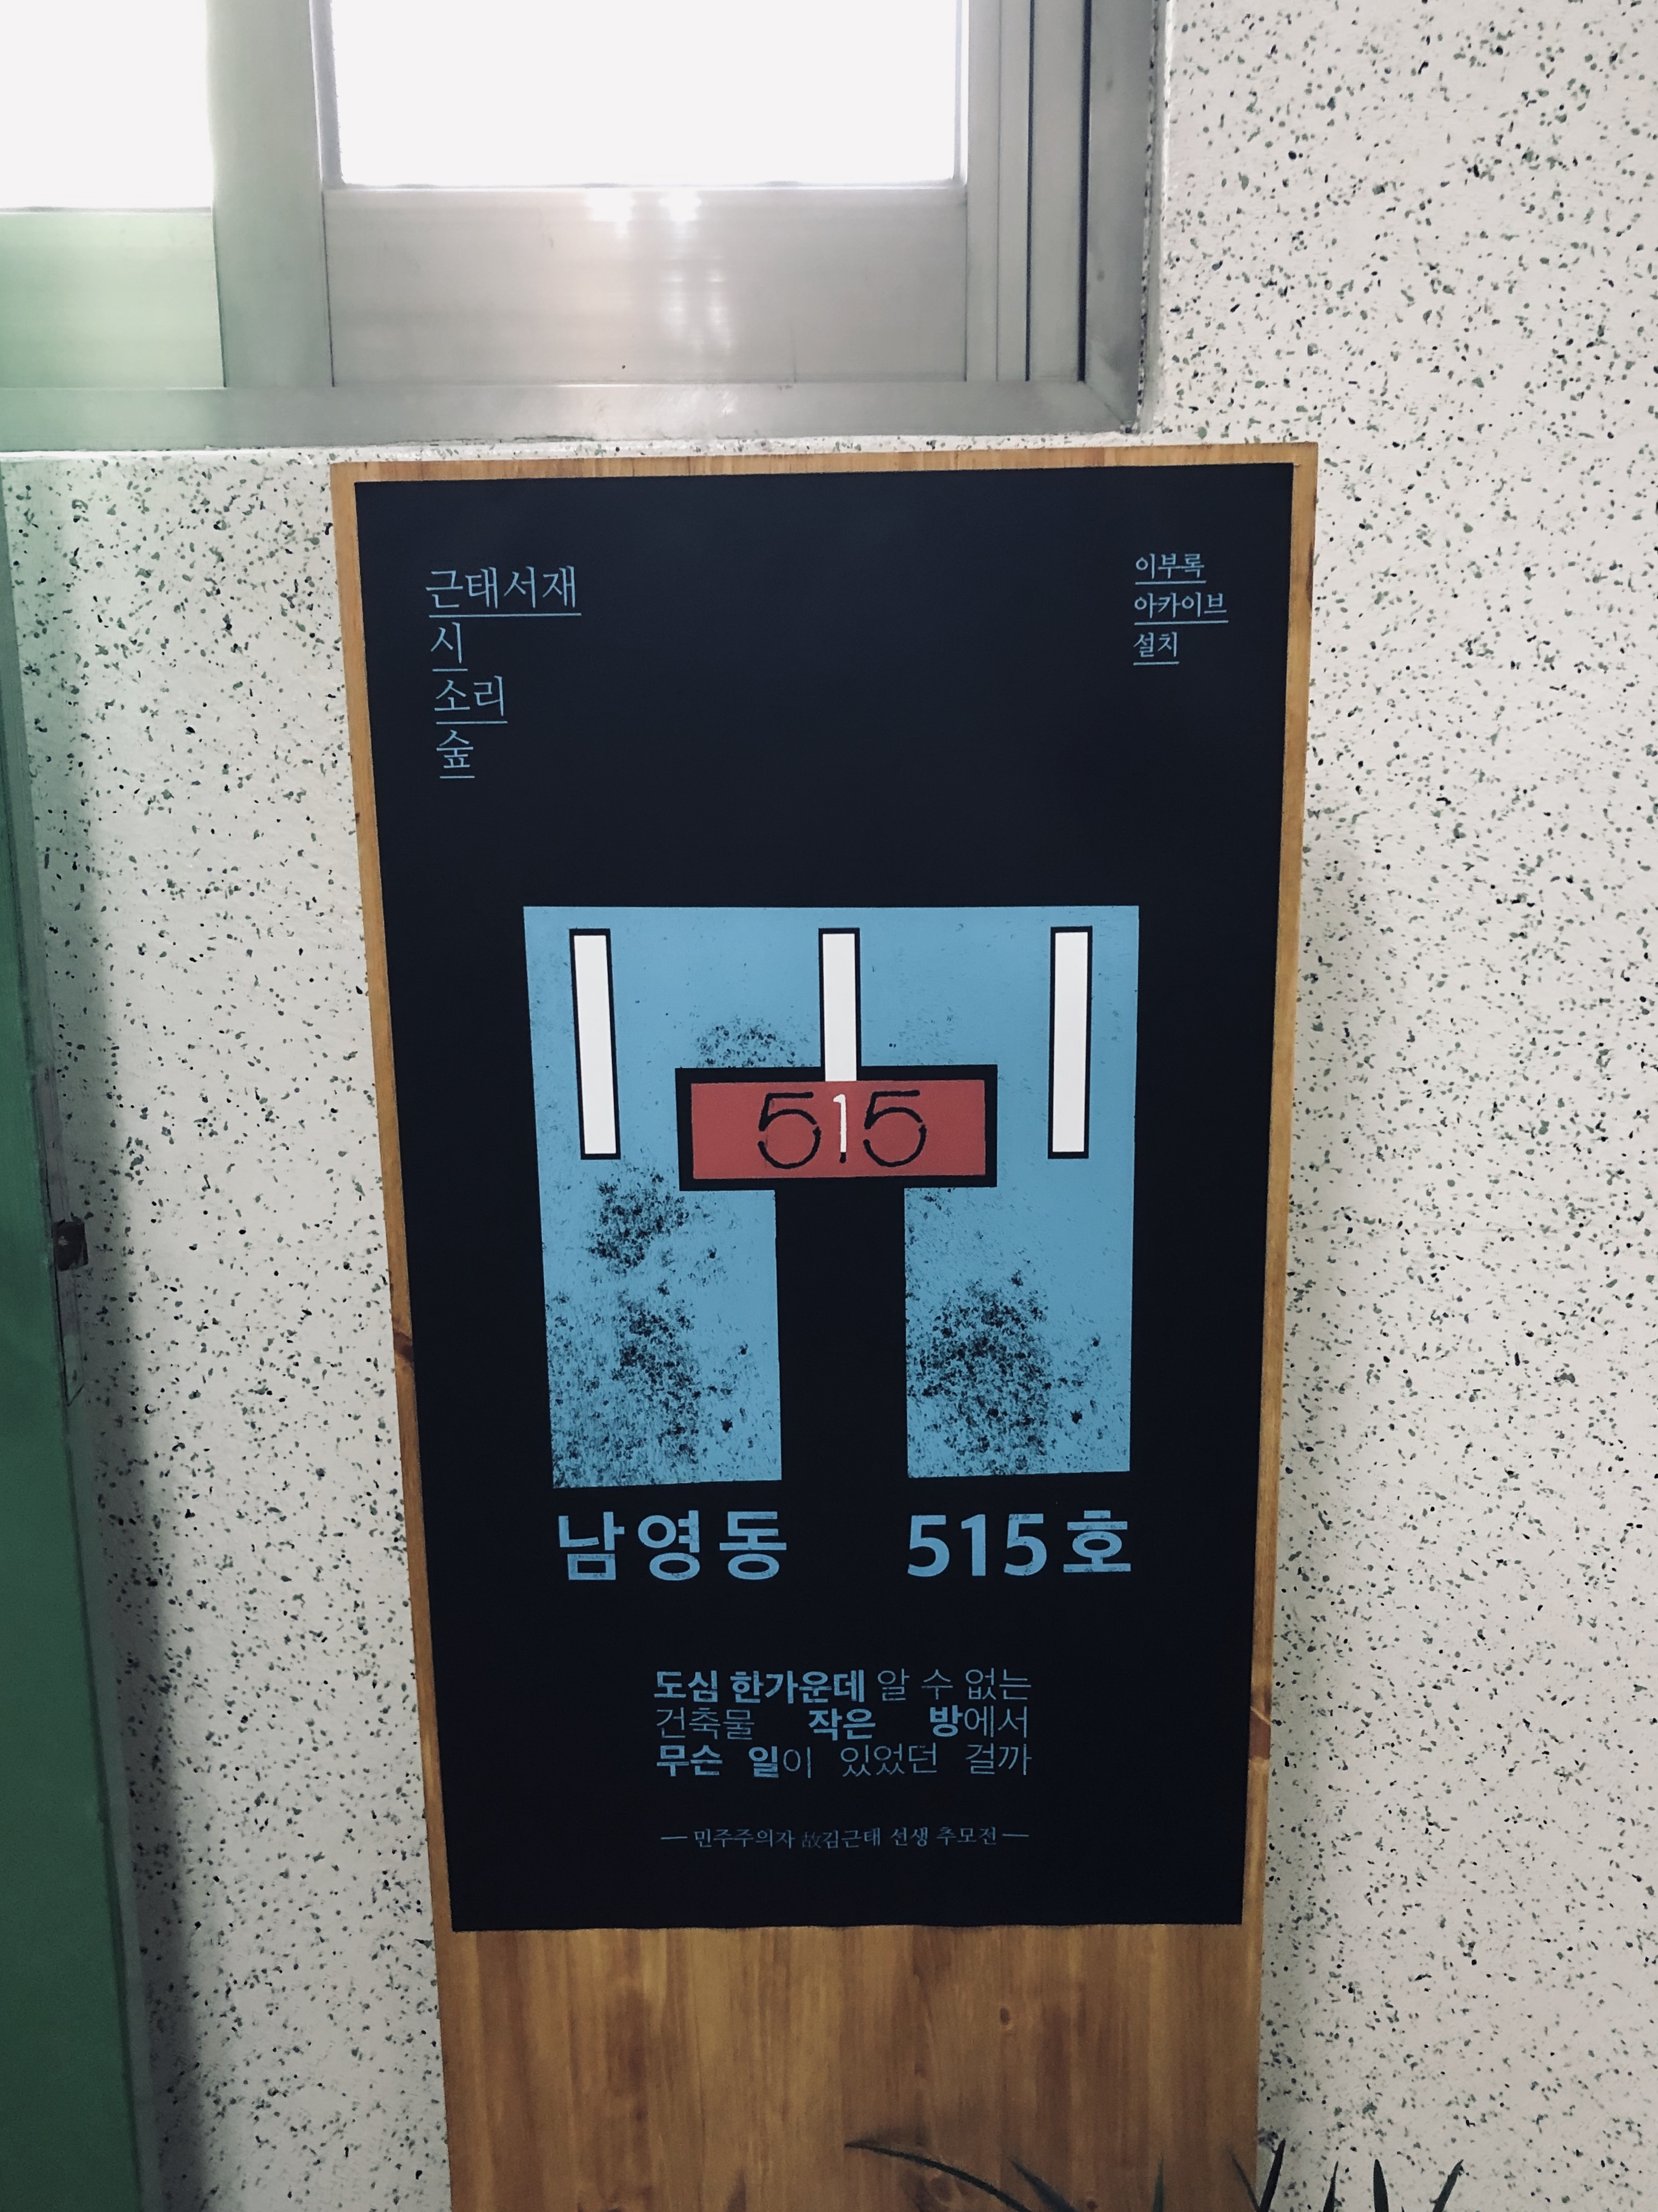 근태서재
시
소리
숲
이부록
아카이브
설치
515
남영동 515호
도심 한가운데 알 수 없는
건축물 작은 방에서
무슨 일이 있었던 걸까
— 민주주의자 故김근태 선생 추모전 —